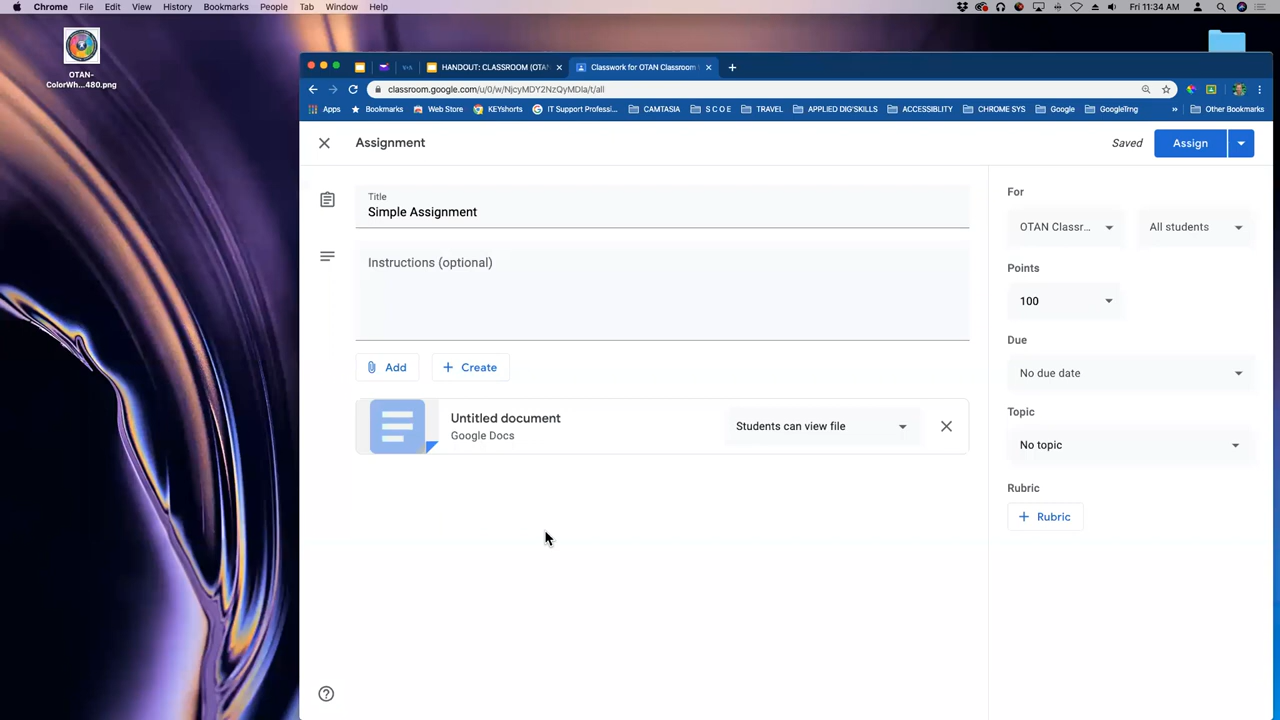 Chrome File Edit View History Bookmarks People Tab Window Help Fri 11:34 AM
OTAN-
ColorWh...480.png
HANDOUT: CLASSROOM (OTAN Classwork for OTAN Classroom
classroom.google.com/u/0/w/NjcyMDY2NzQyMDIa/t/all
Apps Bookmarks Web Store KEYshorts IT Support Professi... CAMTASIA S C O E TRAVEL APPLIED DIG'SKILLS ACCESSIBLITY CHROME SYS Google GoogleTrng » Other Bookmarks
Assignment Saved Assign
Title
Simple Assignment
Instructions (optional)
Add Create
Untitled document
Google Docs
Students can view file
For
OTAN Classr... All students
Points
100
Due
No due date
Topic
No topic
Rubric
Rubric